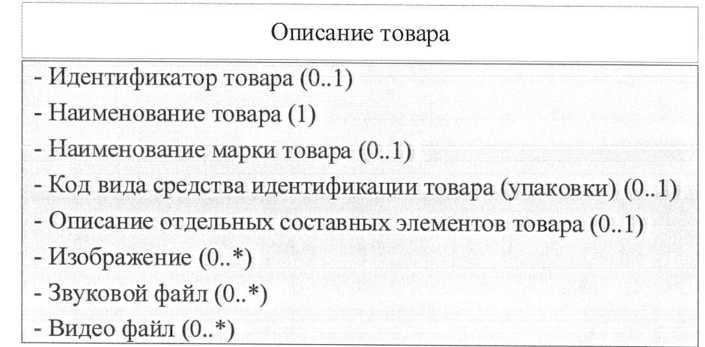 Описание товара
- Идентификатор товара (0..1)
- Наименование товара (1)
- Наименование марки товара (0..1)
- Код вида средства идентификации товара (упаковки) (0..1)
- Описание отдельных составных элементов товара (0..1)
- Изображение (0..*)
- Звуковой файл (0..*)
- Видео файл (0..*)